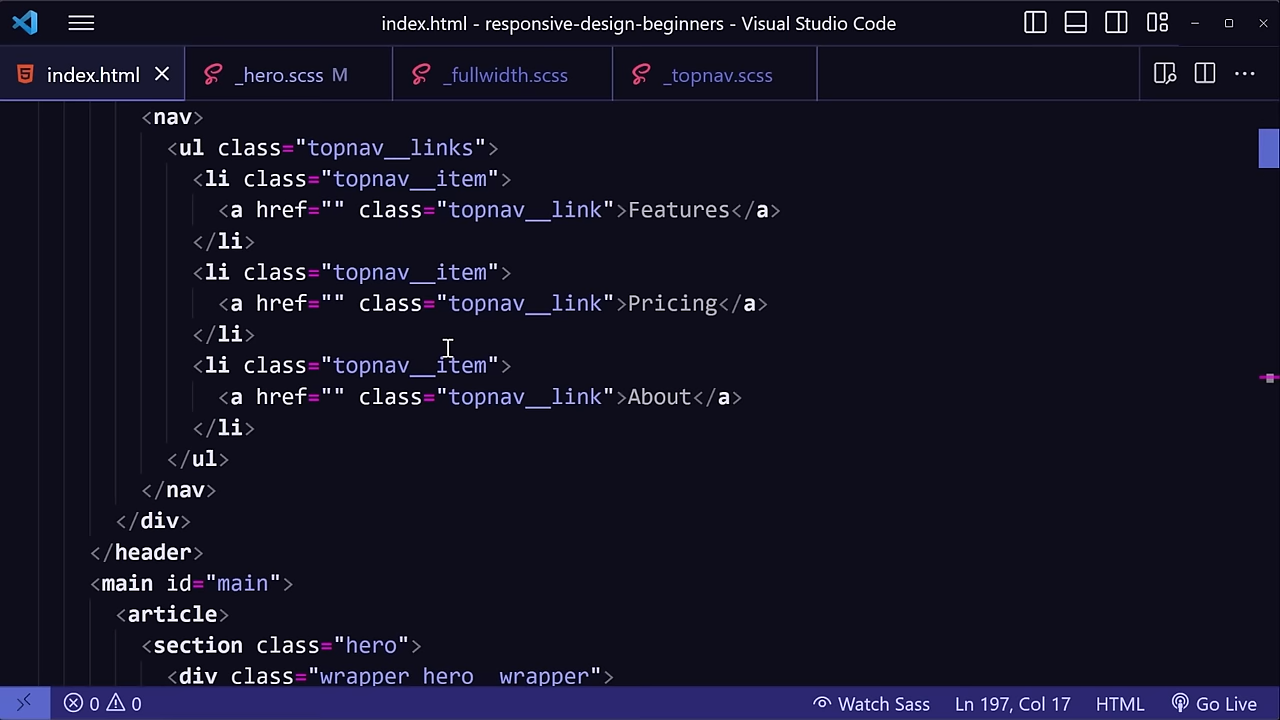 index.html - responsive-design-beginners - Visual Studio Code
index.html _hero.scss M _fullwidth.scss _topnav.scss
<nav>
<ul class="topnav__links">
<li class="topnav__item">
<a href="" class="topnav__link">Features</a>
</li>
<li class="topnav__item">
<a href="" class="topnav__link">Pricing</a>
</li>
<li class="topnav__item">
<a href="" class="topnav__link">About</a>
</li>
</ul>
</nav>
</div>
</header>
<main id="main">
<article>
<section class="hero">
<div class="wrapper hero__wrapper">
0 0 Watch Sass Ln 197, Col 17 HTML Go Live